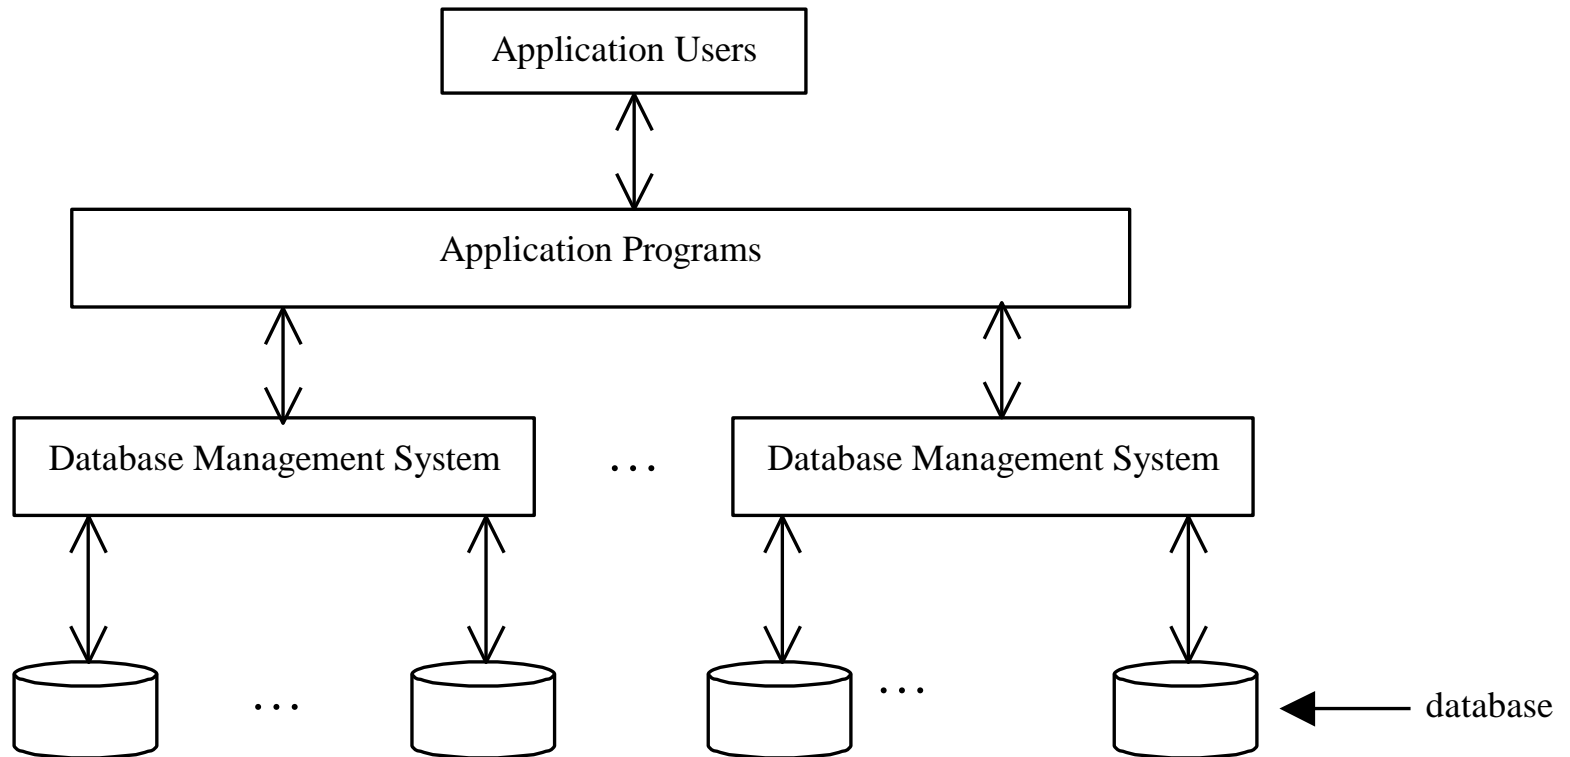 Application Users
Application Programs
Database Management System
…
Database Management System
…
…
database